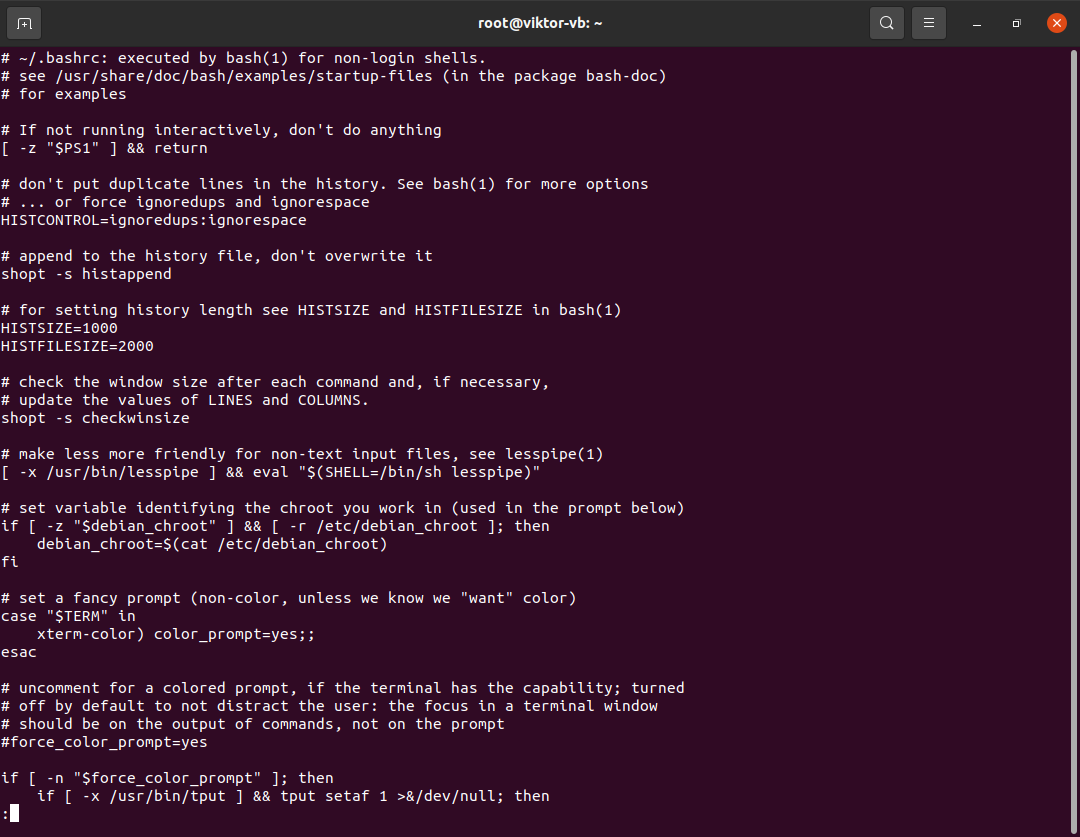 root@viktor-vb: ~
# ~/.bashrc: executed by bash(1) for non-login shells.
# see /usr/share/doc/bash/examples/startup-files (in the package bash-doc)
# for examples

# If not running interactively, don't do anything
[ -z "$PS1" ] && return

# don't put duplicate lines in the history. See bash(1) for more options
# ... or force ignoredups and ignorespace
HISTCONTROL=ignoredups:ignorespace

# append to the history file, don't overwrite it
shopt -s histappend

# for setting history length see HISTSIZE and HISTFILESIZE in bash(1)
HISTSIZE=1000
HISTFILESIZE=2000

# check the window size after each command and, if necessary,
# update the values of LINES and COLUMNS.
shopt -s checkwinsize

# make less more friendly for non-text input files, see lesspipe(1)
[ -x /usr/bin/lesspipe ] && eval "$(SHELL=/bin/sh lesspipe)"

# set variable identifying the chroot you work in (used in the prompt below)
if [ -z "$debian_chroot" ] && [ -r /etc/debian_chroot ]; then
    debian_chroot=$(cat /etc/debian_chroot)
fi

# set a fancy prompt (non-color, unless we know we "want" color)
case "$TERM" in
    xterm-color) color_prompt=yes;;
esac

# uncomment for a colored prompt, if the terminal has the capability; turned
# off by default to not distract the user: the focus in a terminal window
# should be on the output of commands, not on the prompt
#force_color_prompt=yes

if [ -n "$force_color_prompt" ]; then
    if [ -x /usr/bin/tput ] && tput setaf 1 >&/dev/null; then
: